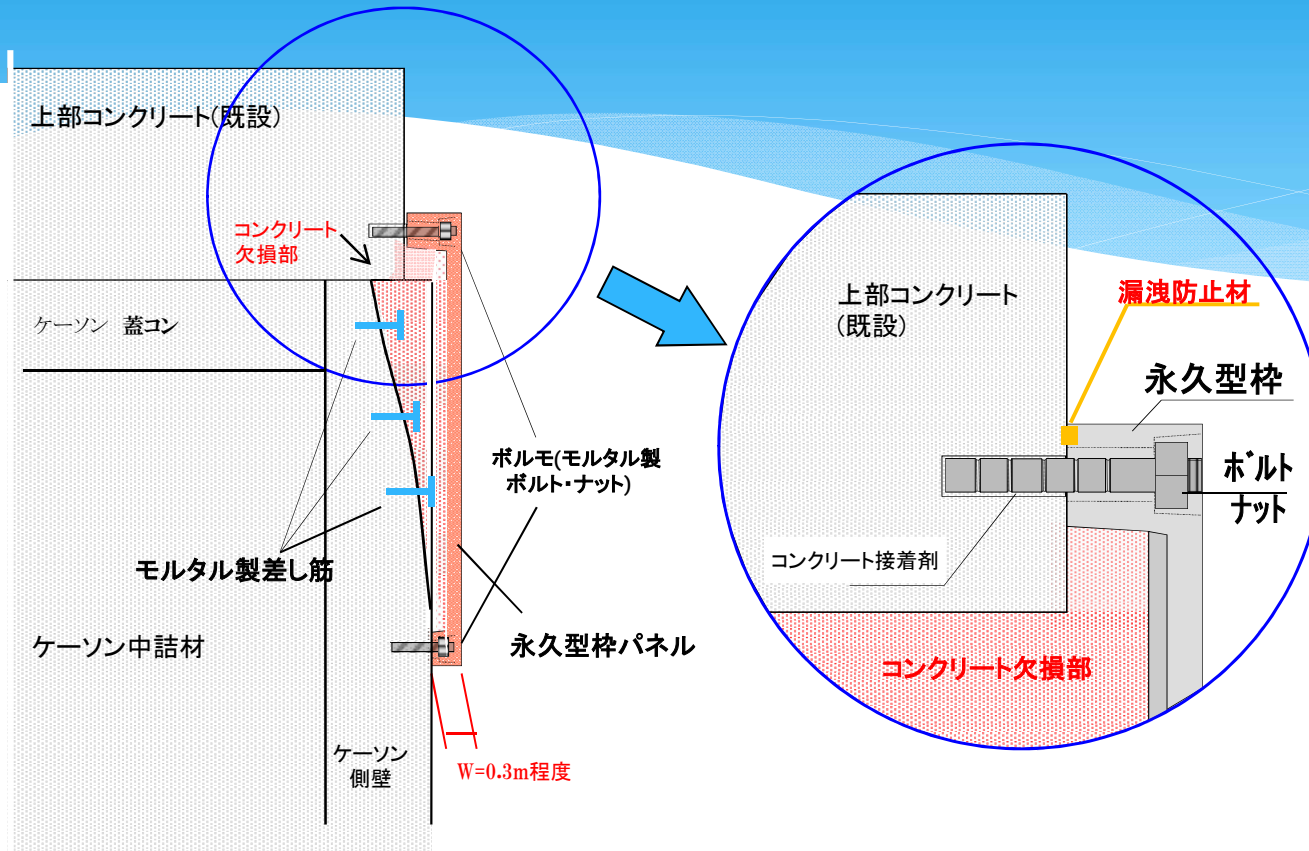 上部コンクリート(既設)
コンクリート
欠損部
ケーソン 蓋コン
ボルモ(モルタル製
ボルト・ナット)
モルタル製差し筋
ケーソン中詰材
永久型枠パネル
ケーソン
側壁
W=0.3m程度
上部コンクリート
(既設)
漏洩防止材
永久型枠
ボルト
ナット
コンクリート接着剤
コンクリート欠損部